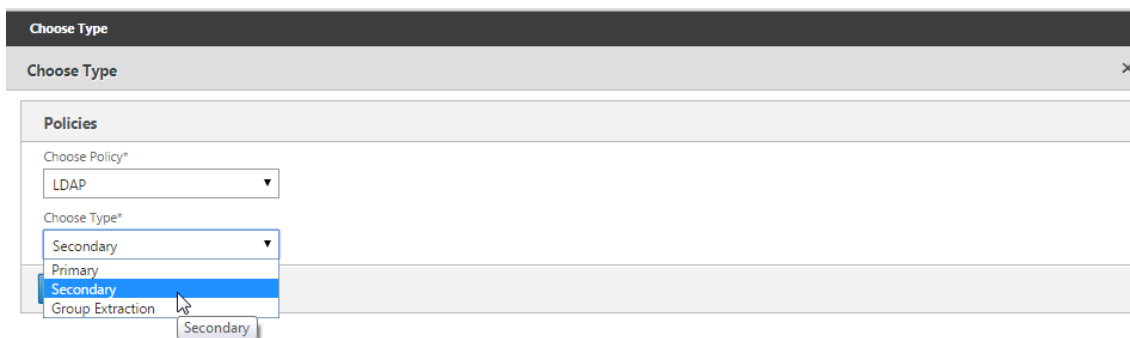 Choose Type
Choose Type
×
Policies
Choose Policy*
LDAP
Choose Type*
Secondary
Primary
Secondary
Group Extraction
Secondary